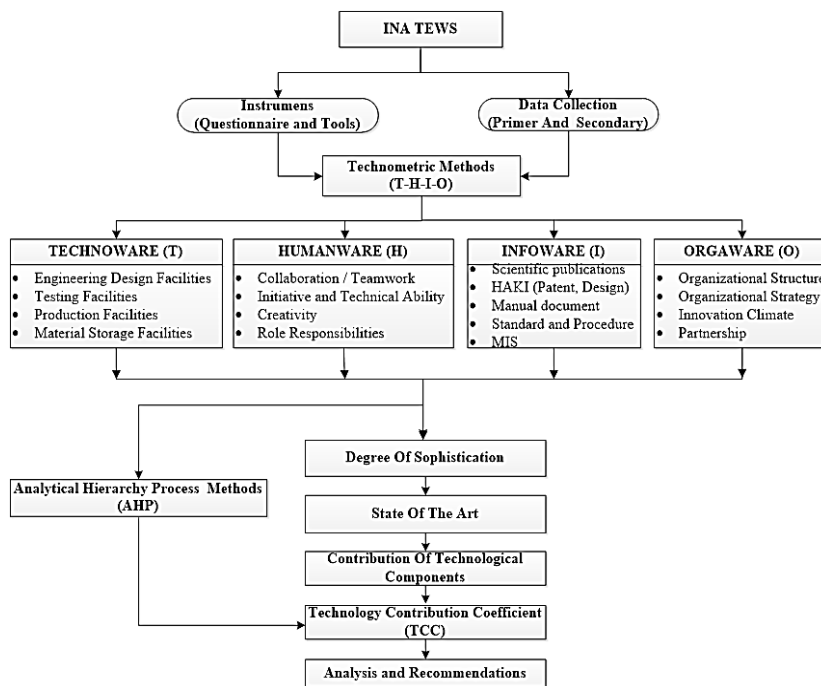 INA TEWS
Instrumens
(Questionnaire and Tools)
Data Collection
(Primer And Secondary)
Technometric Methods
(T-H-I-O)
TECHNOWARE (T)
• Engineering Design Facilities
• Testing Facilities
• Production Facilities
• Material Storage Facilities
HUMANWARE (H)
• Collaboration / Teamwork
• Initiative and Technical Ability
• Creativity
• Role Responsibilities
INFOWARE (I)
• Scientific publications
• HAKI (Patent, Design)
• Manual document
• Standard and Procedure
• MIS
ORGAWARE (O)
• Organizational Structure
• Organizational Strategy
• Innovation Climate
• Partnership
Degree Of Sophistication
Analytical Hierarchy Process Methods
(AHP)
State Of The Art
Contribution Of Technological
Components
Technology Contribution Coefficient
(TCC)
Analysis and Recommendations